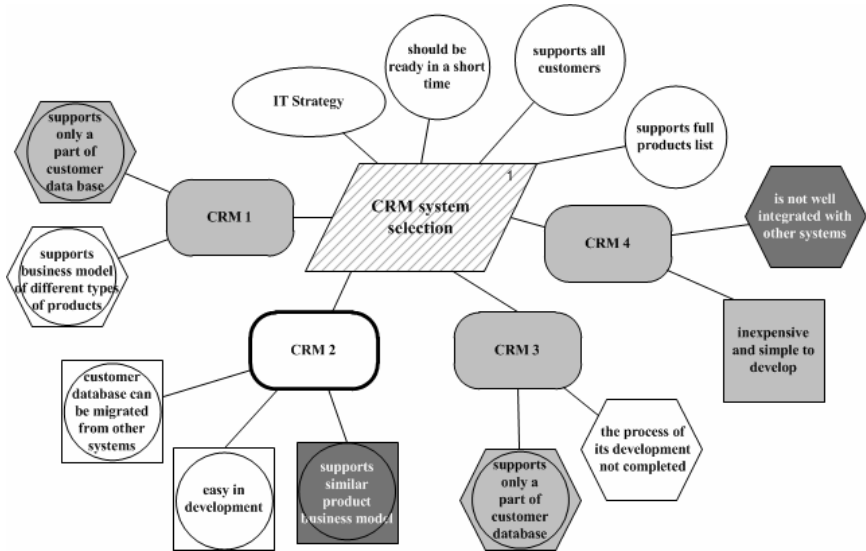 should be
ready in a short
time
supports all
customers
IT Strategy
supports full
products list
supports
only a
part of
customer
data base
1
CRM system
selection
CRM 1
CRM 4
is not well
integrated with
other systems
supports
business model
of different types
of products
CRM 2
CRM 3
inexpensive
and simple to
develop
customer
database can
be migrated
from other
systems
easy in
development
supports
similar
product
business model
supports
only a
part of
customer
database
the process of
its development
not completed